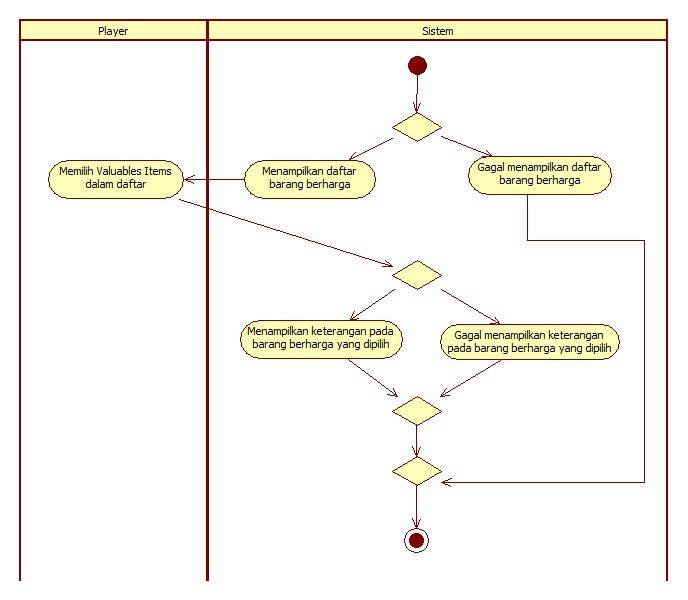 Player
Sistem
Menampilkan daftar
barang berharga
Gagal menampilkan daftar
barang berharga
Memilih Valuables Items
dalam daftar
Menampilkan keterangan pada
barang berharga yang dipilih
Gagal menampilkan keterangan
pada barang berharga yang dipilih